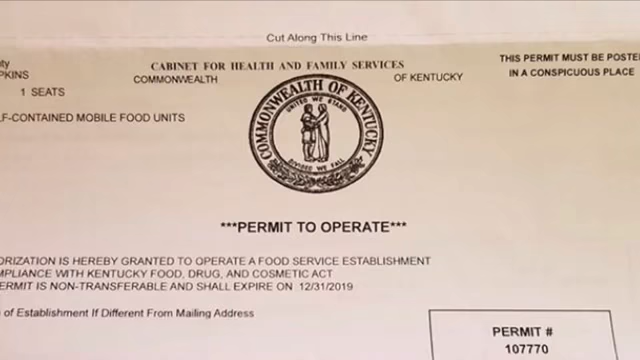 Cut Along This Line
nty
PKINS
1 SEATS
LF-CONTAINED MOBILE FOOD UNITS
CABINET FOR HEALTH AND FAMILY SERVICES
COMMONWEALTH OF KENTUCKY
THIS PERMIT MUST BE POSTE
IN A CONSPICUOUS PLACE
COMMONWEALTH OF KENTUCKY
UNITED WE STAND
DIVIDED WE FALL
***PERMIT TO OPERATE***
ORIZATION IS HEREBY GRANTED TO OPERATE A FOOD SERVICE ESTABLISHMENT
MPLIANCE WITH KENTUCKY FOOD, DRUG, AND COSMETIC ACT
PERMIT IS NON-TRANSFERABLE AND SHALL EXPIRE ON 12/31/2019
of Establishment If Different From Mailing Address
PERMIT #
107770